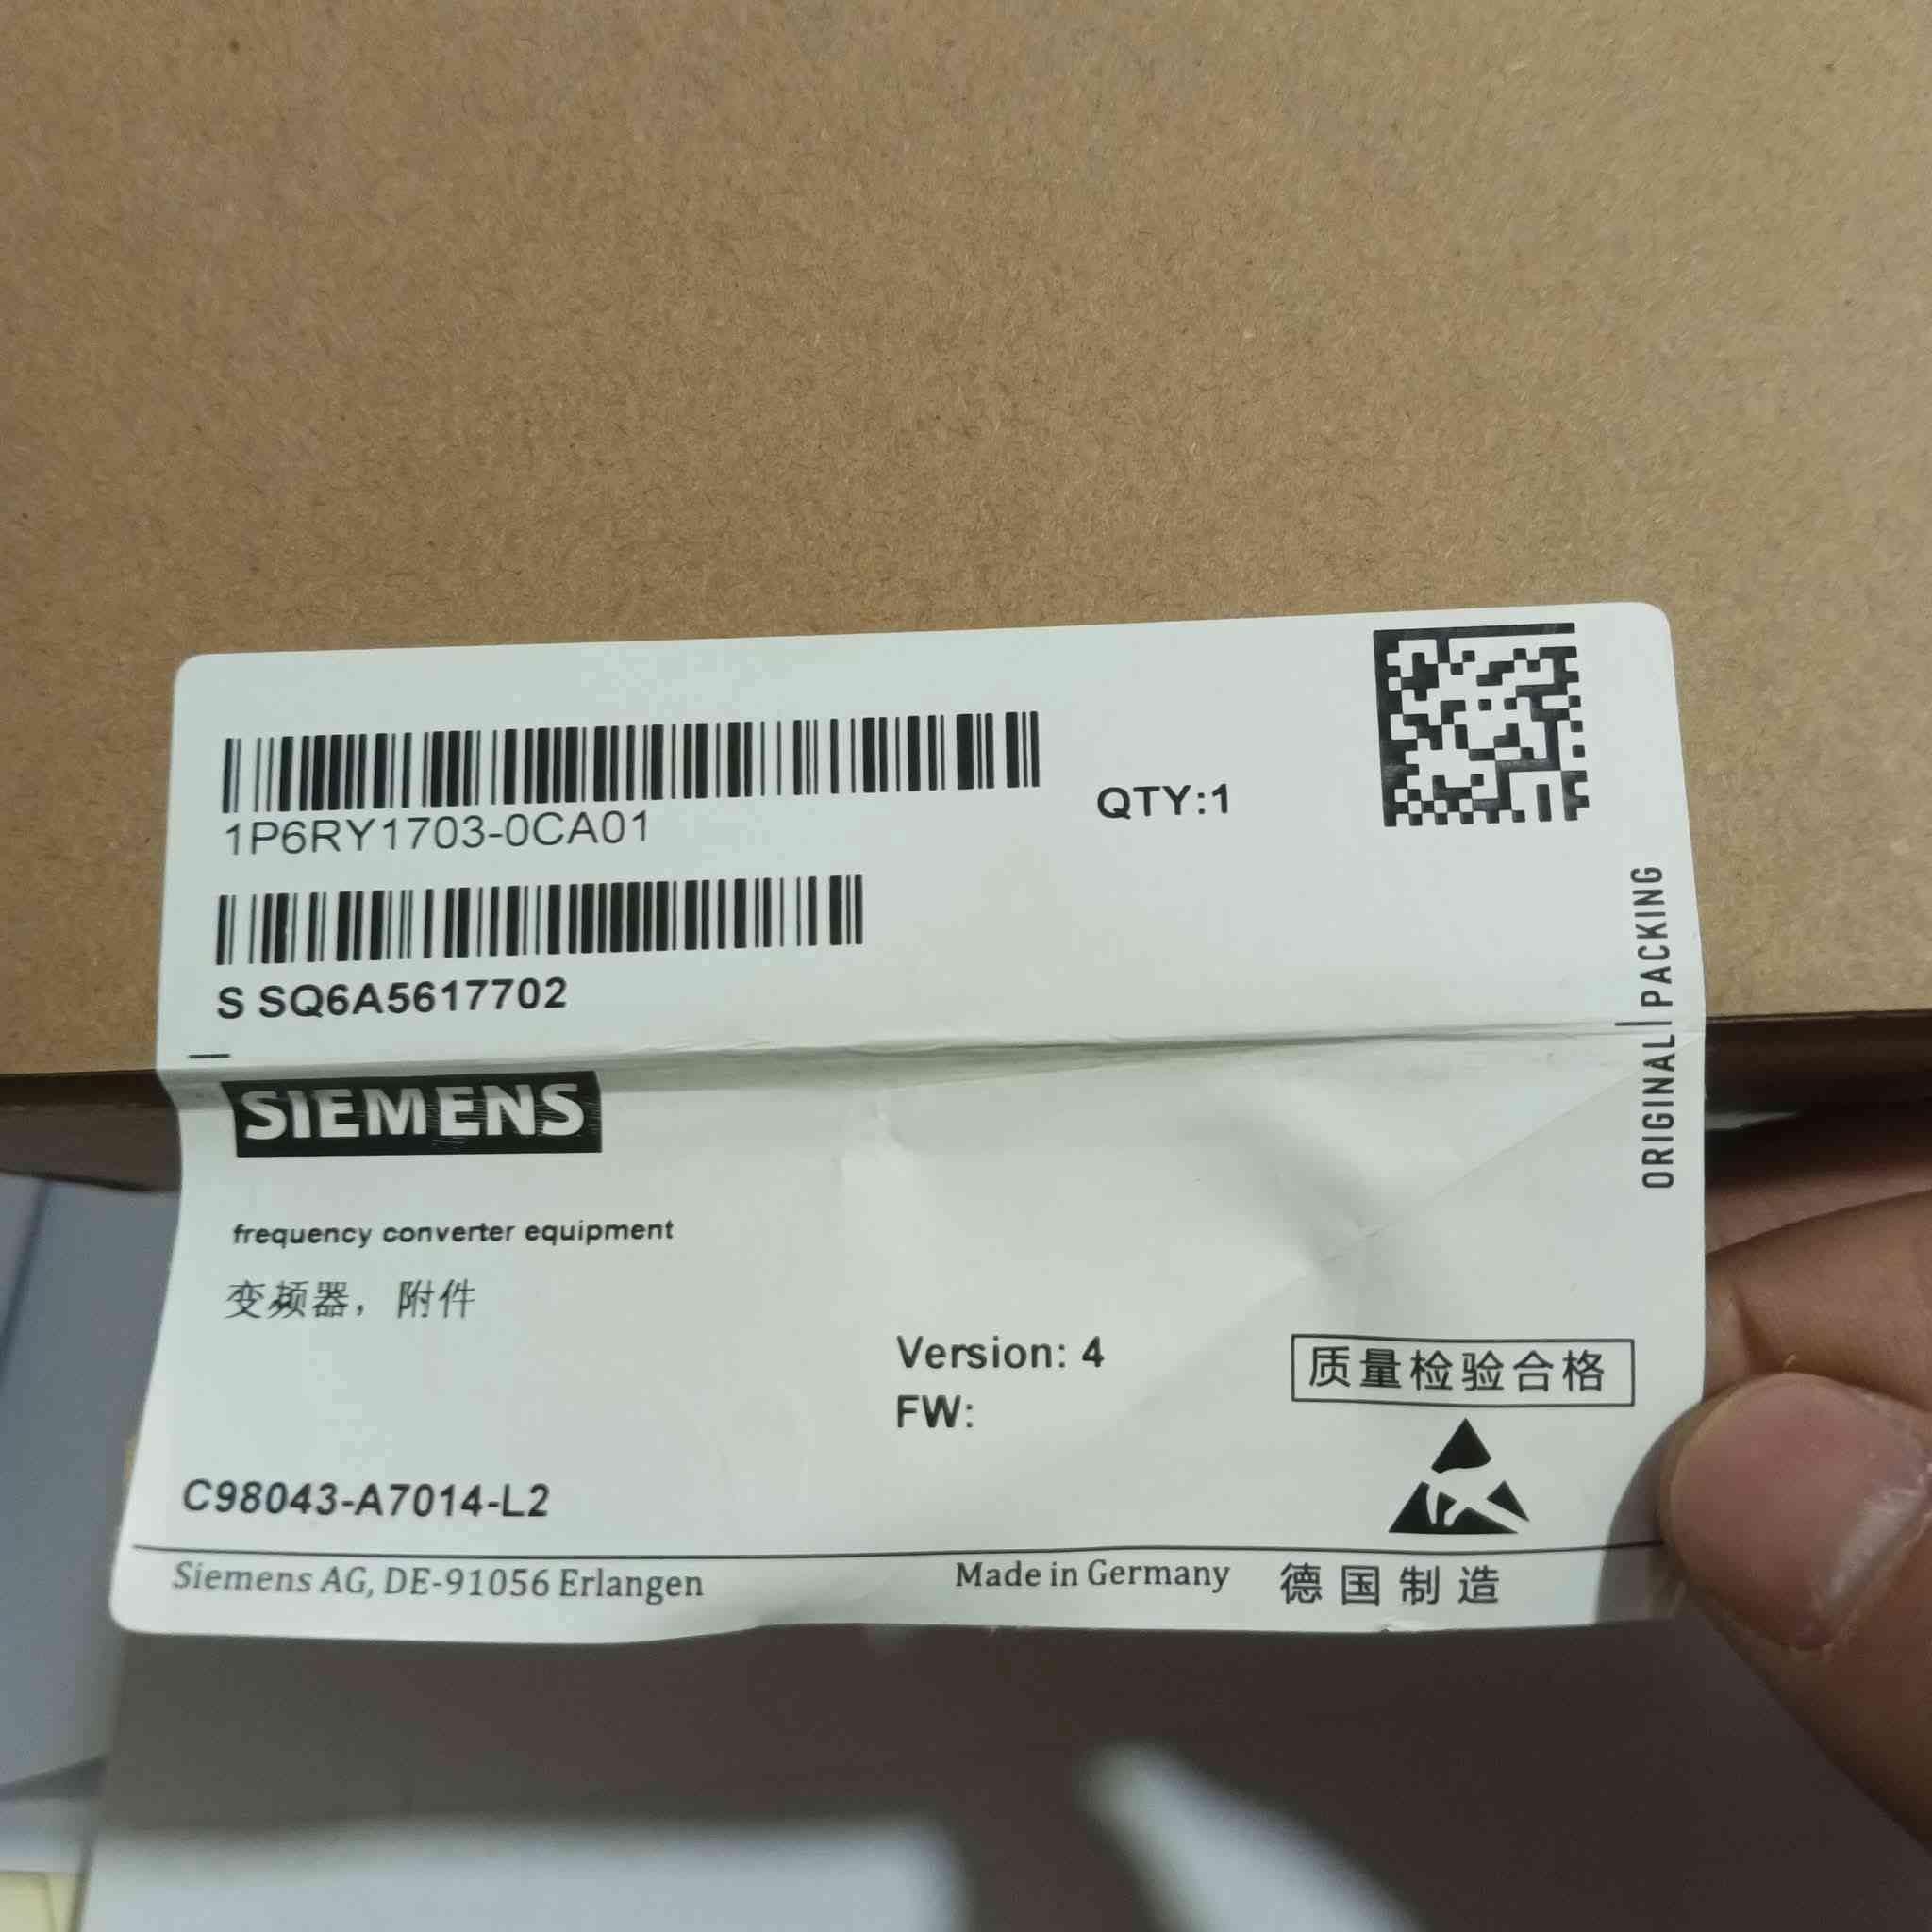 1P6RY1703-0CA01
QTY:1
S SQ6A5617702
ORIGINAL PACKING
SIEMENS
frequency converter equipment
变频器，附件
Version: 4
FW:
质量检验合格
C98043-A7014-L2
Siemens AG, DE-91056 Erlangen
Made in Germany 德国制造